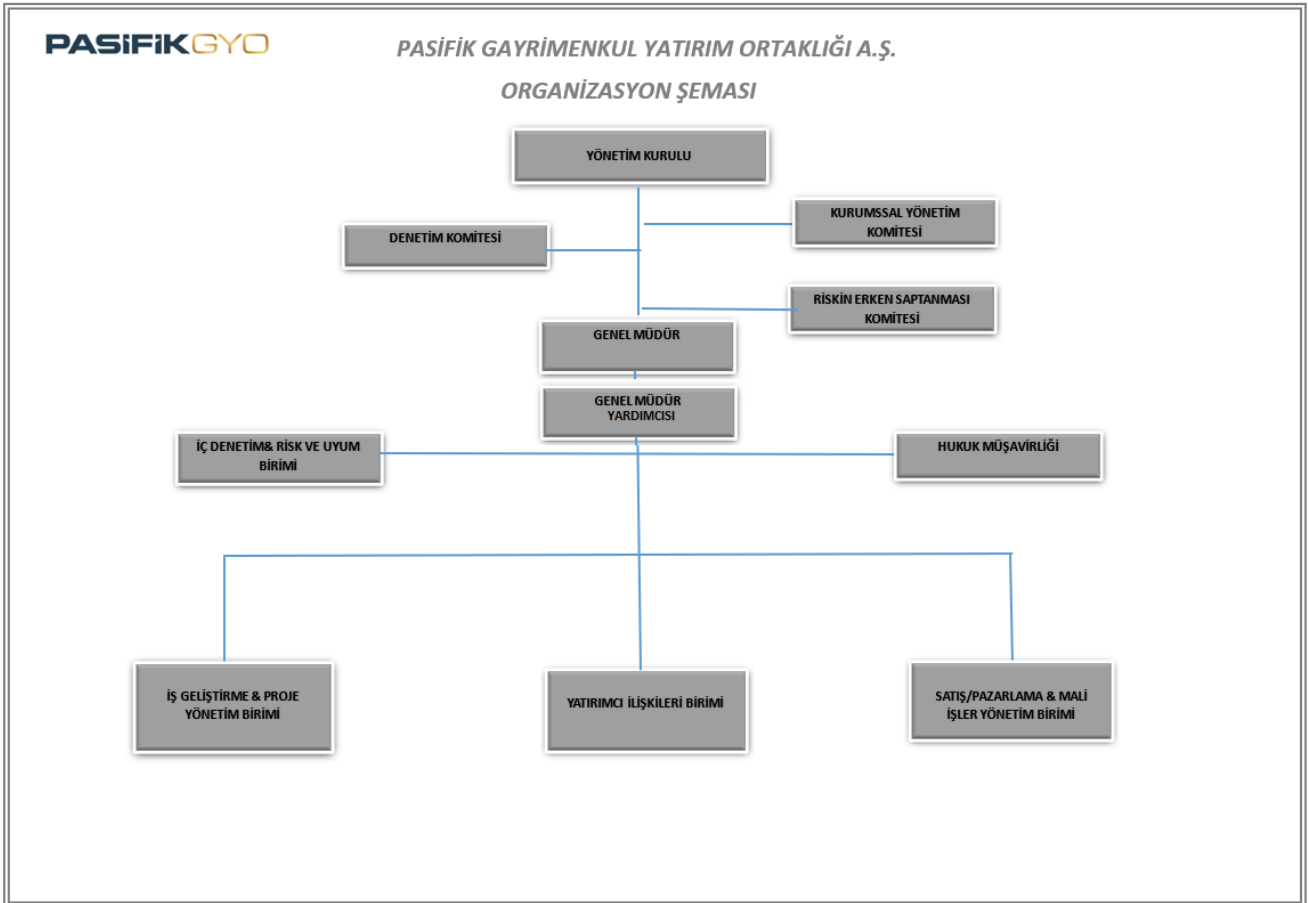 PASİFİKGYO
PASİFİK GAYRİMENKUL YATIRIM ORTAKLIĞI A.Ş.
ORGANİZASYON ŞEMASI
YÖNETİM KURULU
KURUMSSAL YÖNETİM
KOMİTESİ
DENETİM KOMİTESİ
RİSKİN ERKEN SAPTANMASI
KOMİTESİ
GENEL MÜDÜR
GENEL MÜDÜR
YARDIMCISI
İÇ DENETİM& RİSK VE UYUM
BİRİMİ
HUKUK MÜŞAVİRLİĞİ
İŞ GELİŞTİRME & PROJE
YÖNETİM BİRİMİ
YATIRIMCI İLİŞKİLERİ BİRİMİ
SATIŞ/PAZARLAMA & MALİ
İŞLER YÖNETİM BİRİMİ